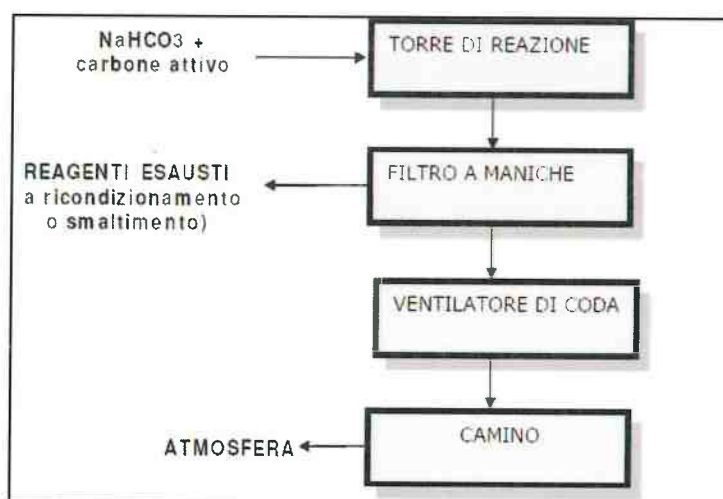 NaHCO3 +
carbone attivo
TORRE DI REAZIONE
REAGENTI ESAUSTI
a ricondizionamento
o smaltimento)
FILTRO A MANICHE
VENTILATORE DI CODA
CAMINO
ATMOSFERA